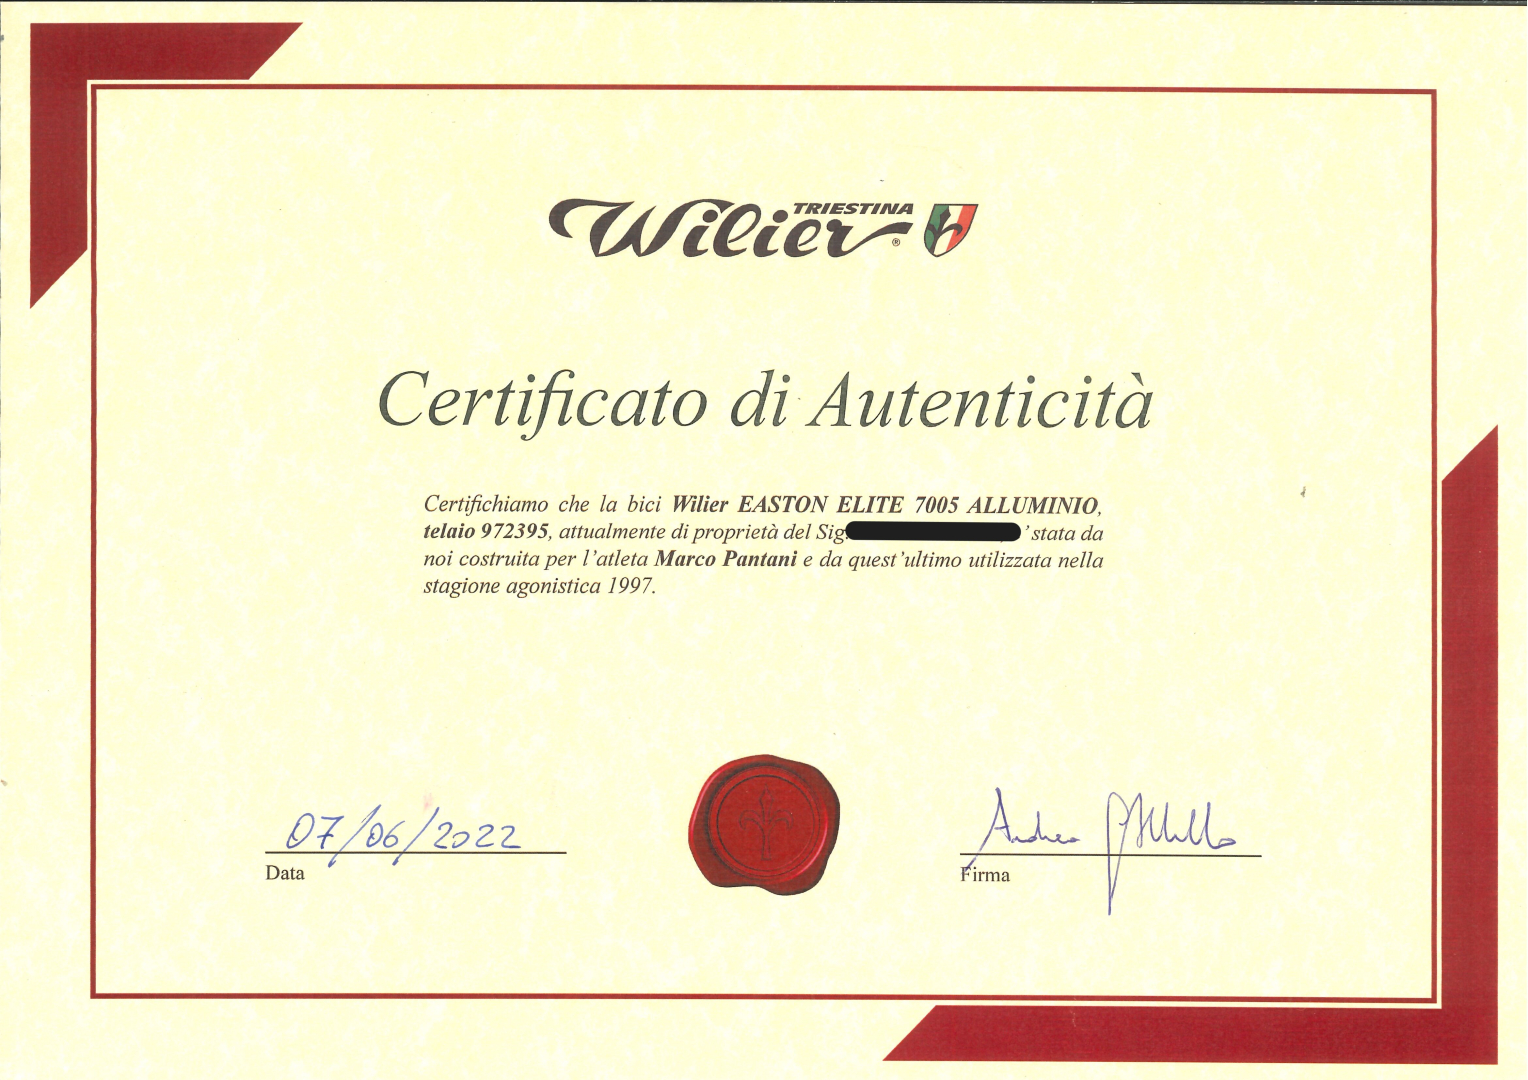 Wilier TRIESTINA ®
Certificato di Autenticità
Certifichiamo che la bici Wilier EASTON ELITE 7005 ALLUMINIO,
telaio 972395, attualmente di proprietà del Sig. ’stata da
noi costruita per l’atleta Marco Pantani e da quest’ultimo utilizzata nella
stagione agonistica 1997.
07/06/2022
Data
Andrea
Firma